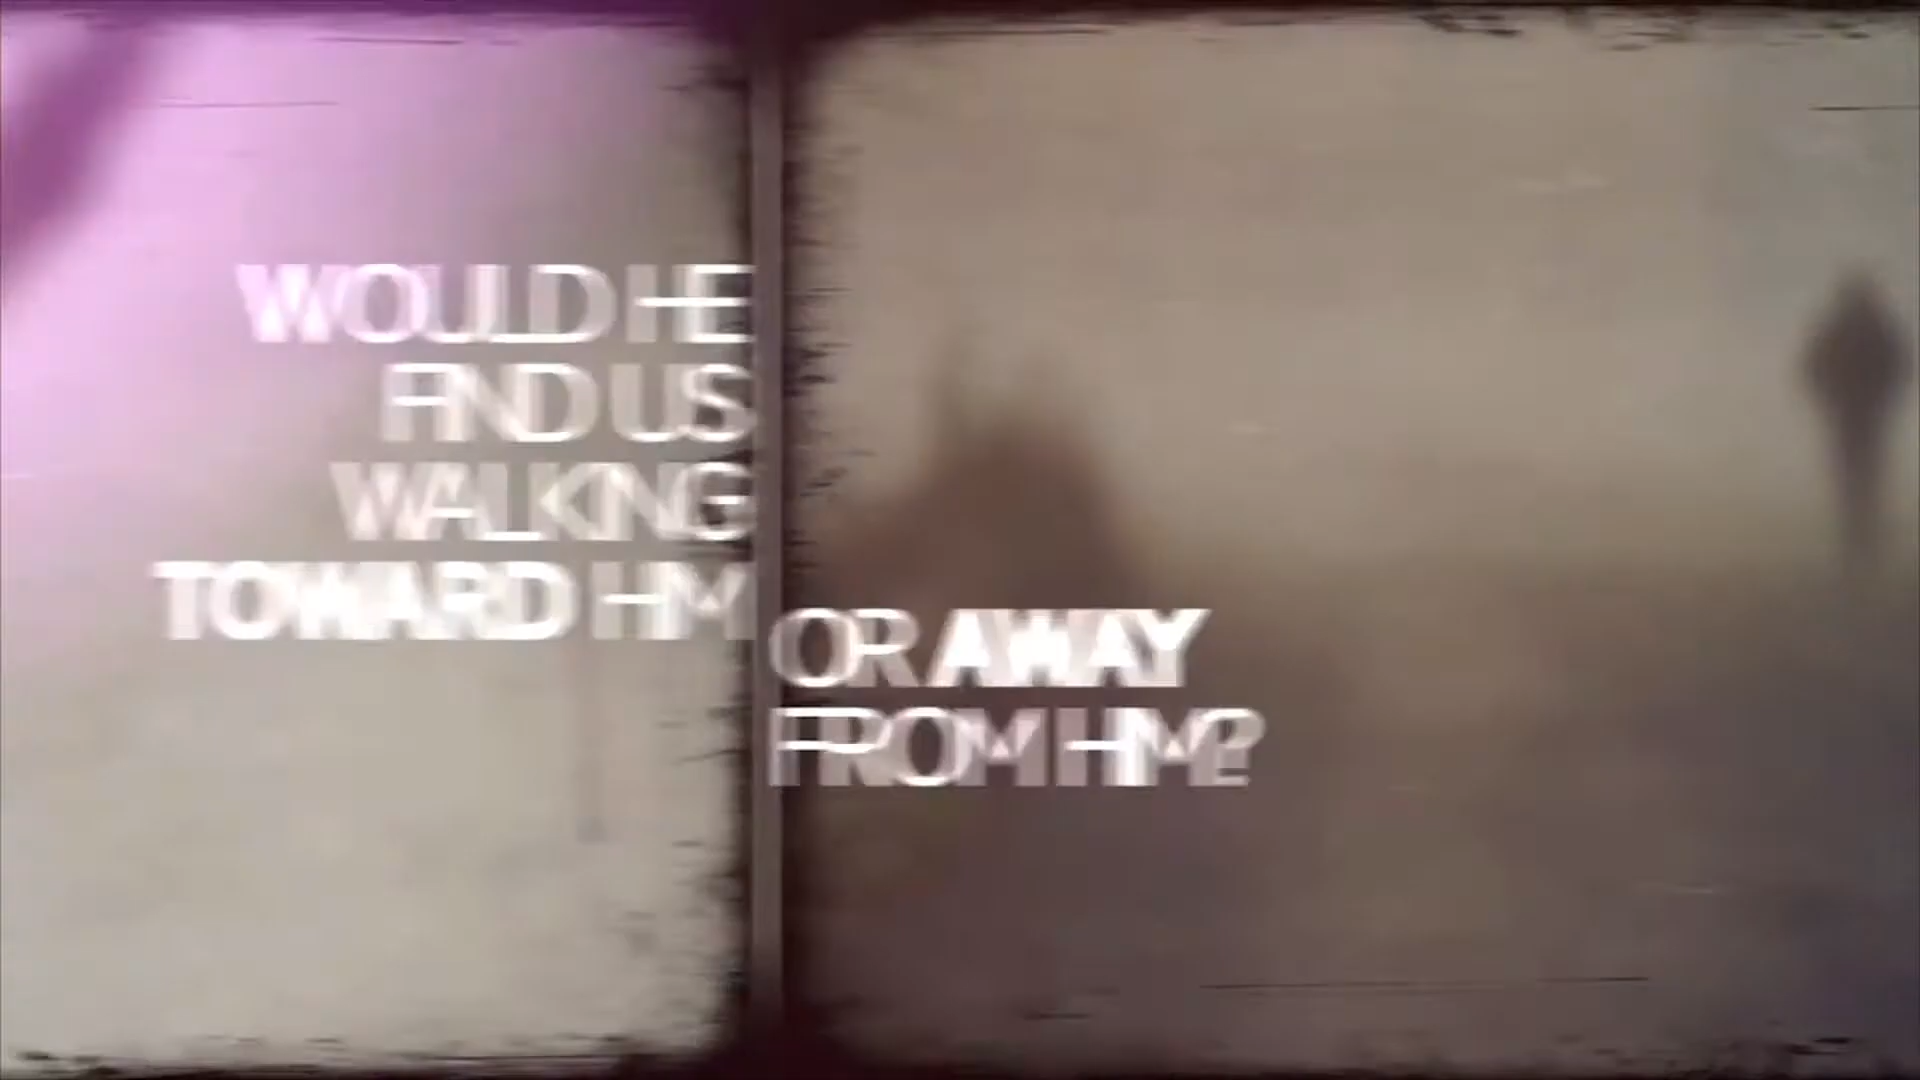 WOULD HE
FIND US
WALKING
TOWARD HIM
OR AWAY
FROM HIM?